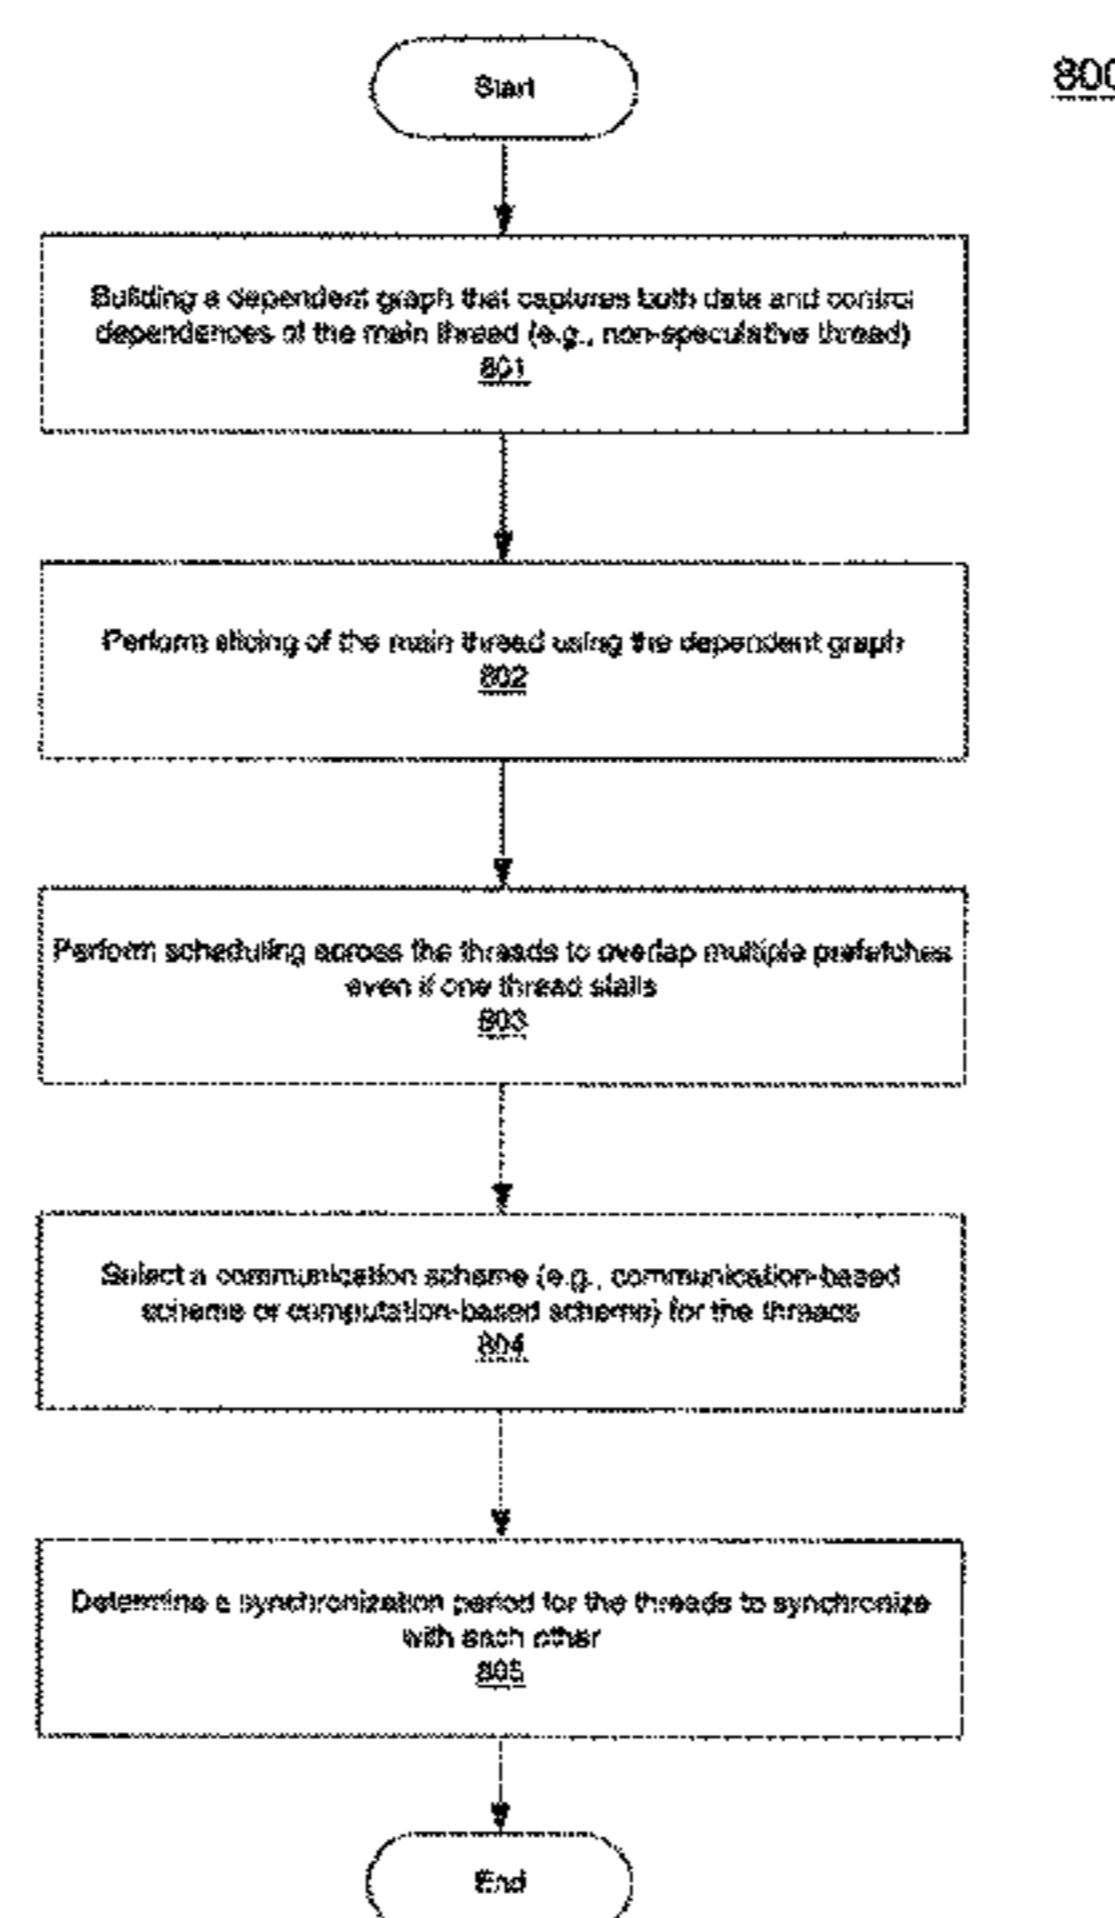 Start
800
Building a dependent graph that captures both data and control
dependences of the main thread (e.g., non-speculative thread)
801
Perform slicing of the main thread using the dependent graph
802
Perform scheduling across the threads to overlap multiple prefetches
even if one thread stalls
803
Select a communication scheme (e.g., communication-based
scheme or computation-based scheme) for the threads
804
Determine a synchronization period for the threads to synchronize
with each other
805
End